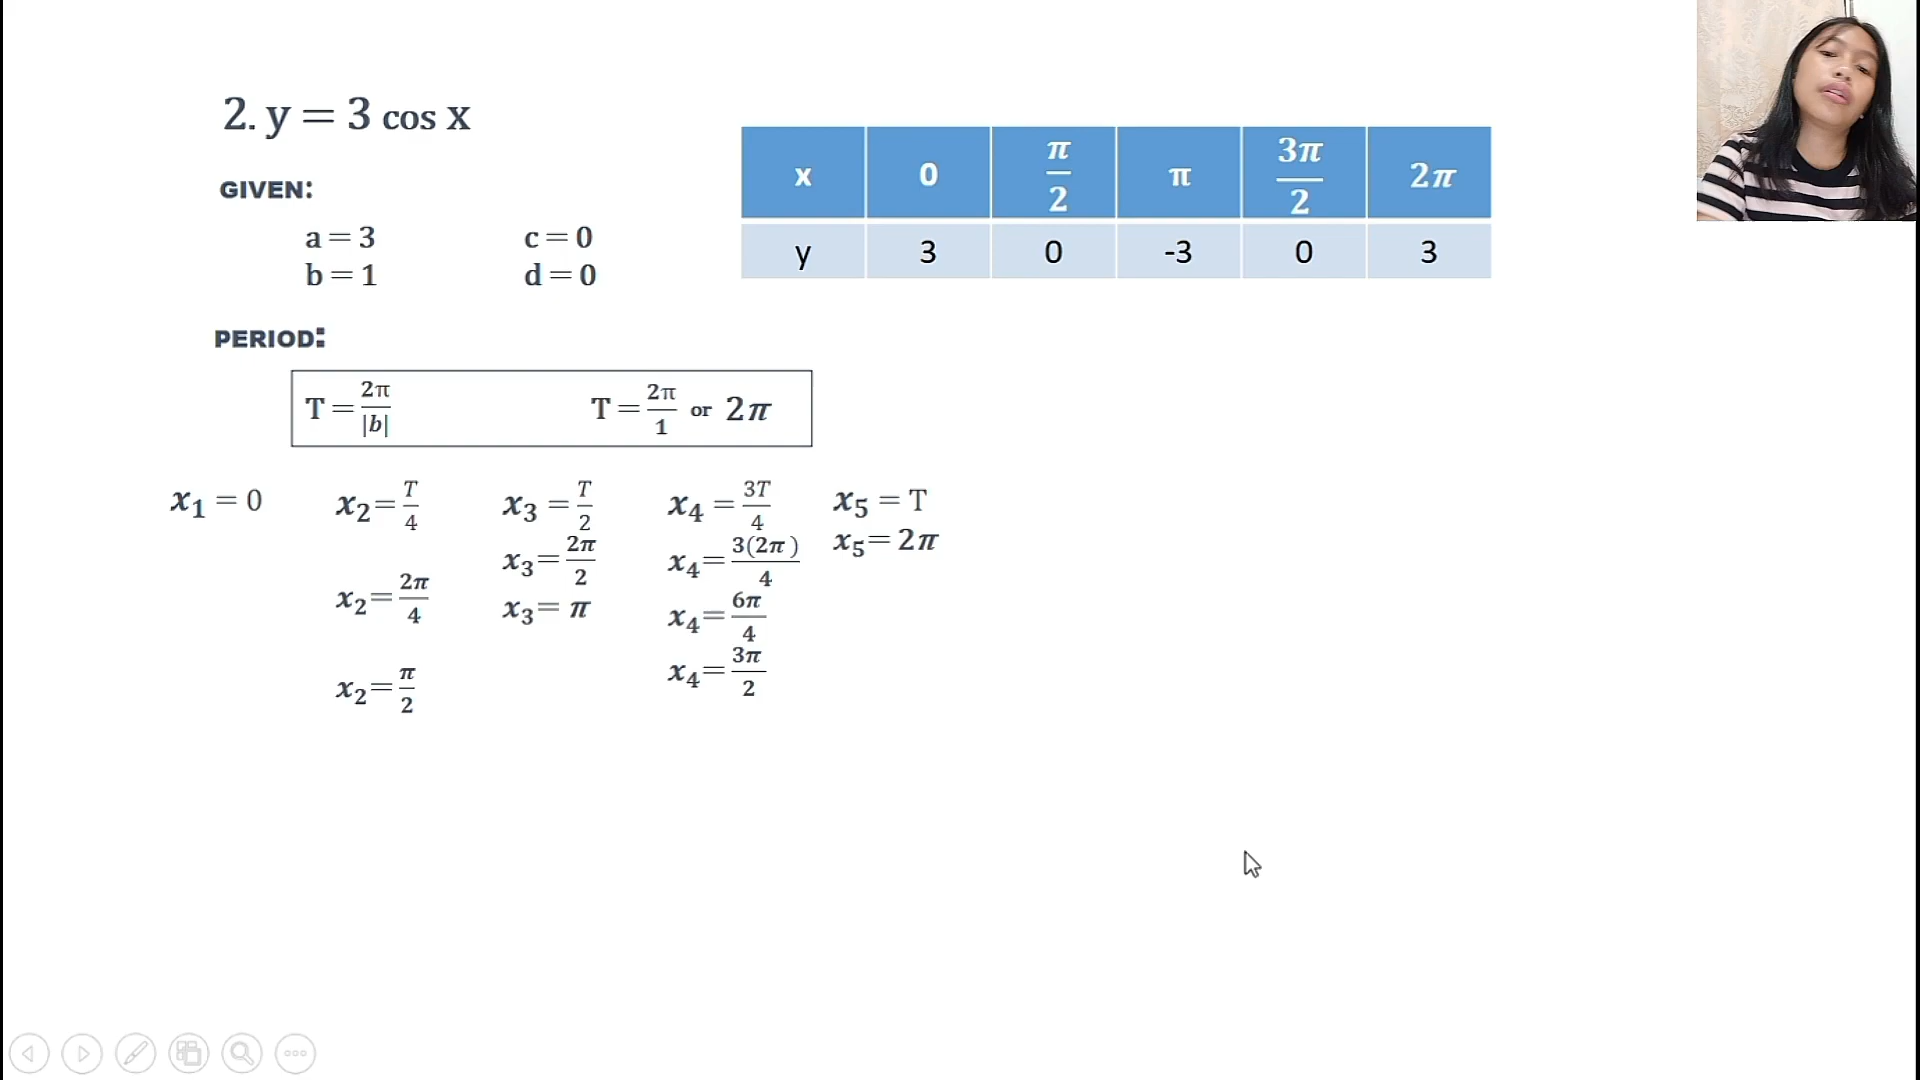 2. y = 3 cos x
GIVEN:
a = 3
c = 0
b = 1
d = 0
x 0 π/2 π 3π/2 2π
y 3 0 -3 0 3
PERIOD:
T = 2π/|b|
T = 2π/1 or 2π
x₁ = 0
x₂ = T/4
x₂ = 2π/4
x₂ = π/2
x₃ = T/2
x₃ = 2π/2
x₃ = π
x₄ = 3T/4
x₄ = 3(2π)/4
x₄ = 6π/4
x₄ = 3π/2
x₅ = T
x₅ = 2π